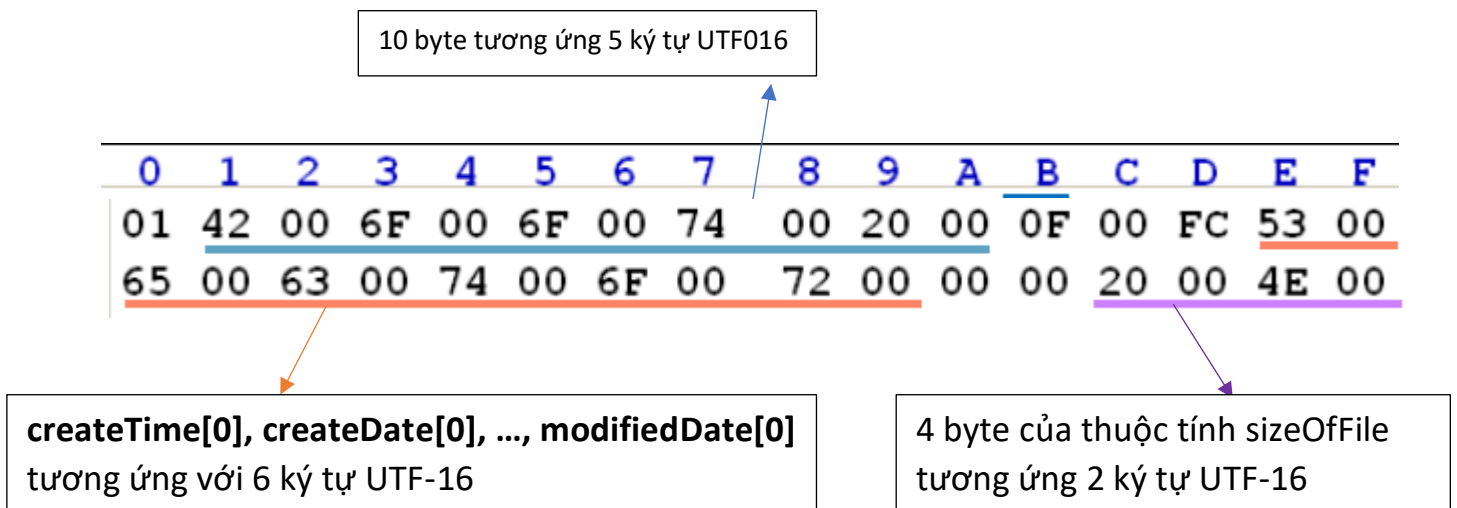 10 byte tương ứng 5 ký tự UTF016
0 1 2 3 4 5 6 7 8 9 A B C D E F
01 42 00 6F 00 6F 00 74 00 20 00 0F 00 FC 53 00
65 00 63 00 74 00 6F 00 72 00 00 00 20 00 4E 00
createTime[0], createDate[0], …, modifiedDate[0]
tương ứng với 6 ký tự UTF-16
4 byte của thuộc tính sizeOfFile
tương ứng 2 ký tự UTF-16